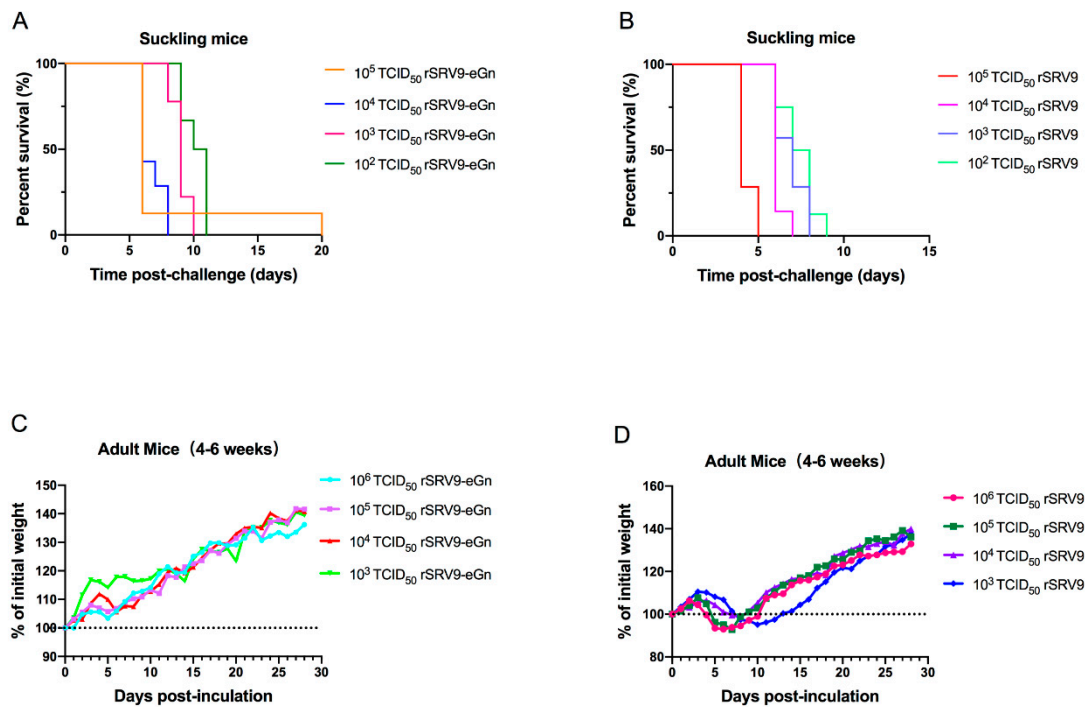 A
Suckling mice
Percent survival (%)
100
50
0
0 5 10 15 20
Time post-challenge (days)
10⁵ TCID₅₀ rSRV9-eGn
10⁴ TCID₅₀ rSRV9-eGn
10³ TCID₅₀ rSRV9-eGn
10² TCID₅₀ rSRV9-eGn
B
Suckling mice
Percent survival (%)
100
50
0
0 5 10 15
Time post-challenge (days)
10⁵ TCID₅₀ rSRV9
10⁴ TCID₅₀ rSRV9
10³ TCID₅₀ rSRV9
10² TCID₅₀ rSRV9
C
Adult Mice (4-6 weeks)
% of initial weight
150
140
130
120
110
100
90
0 5 10 15 20 25 30
Days post-inculation
10⁶ TCID₅₀ rSRV9-eGn
10⁵ TCID₅₀ rSRV9-eGn
10⁴ TCID₅₀ rSRV9-eGn
10³ TCID₅₀ rSRV9-eGn
D
Adult Mice (4-6 weeks)
% of initial weight
160
140
120
100
80
0 5 10 15 20 25 30
Days post-inculation
10⁶ TCID₅₀ rSRV9
10⁵ TCID₅₀ rSRV9
10⁴ TCID₅₀ rSRV9
10³ TCID₅₀ rSRV9